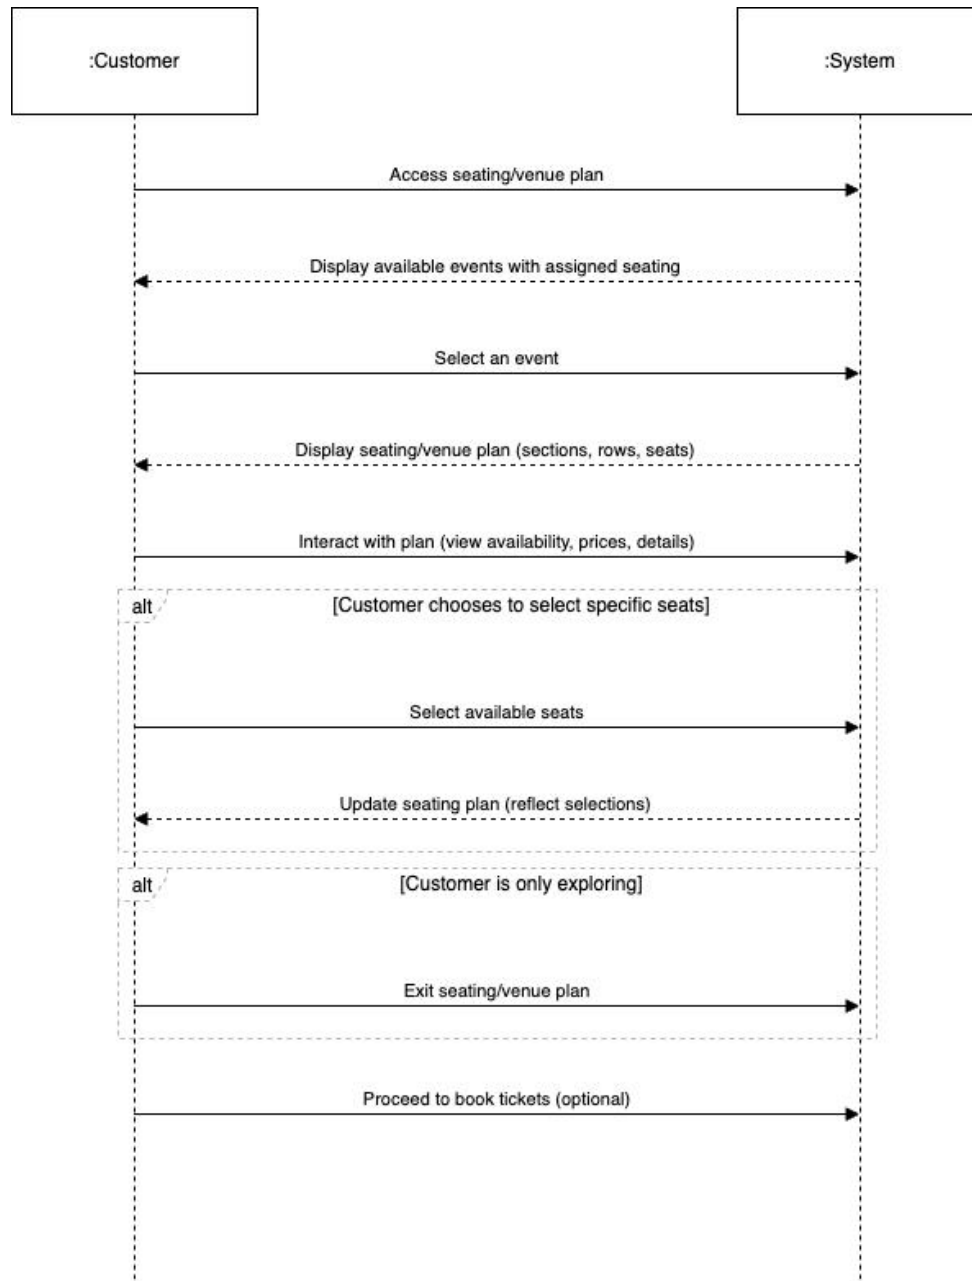 :Customer
:System
Access seating/venue plan
Display available events with assigned seating
Select an event
Display seating/venue plan (sections, rows, seats)
Interact with plan (view availability, prices, details)
alt
[Customer chooses to select specific seats]
Select available seats
Update seating plan (reflect selections)
alt
[Customer is only exploring]
Exit seating/venue plan
Proceed to book tickets (optional)